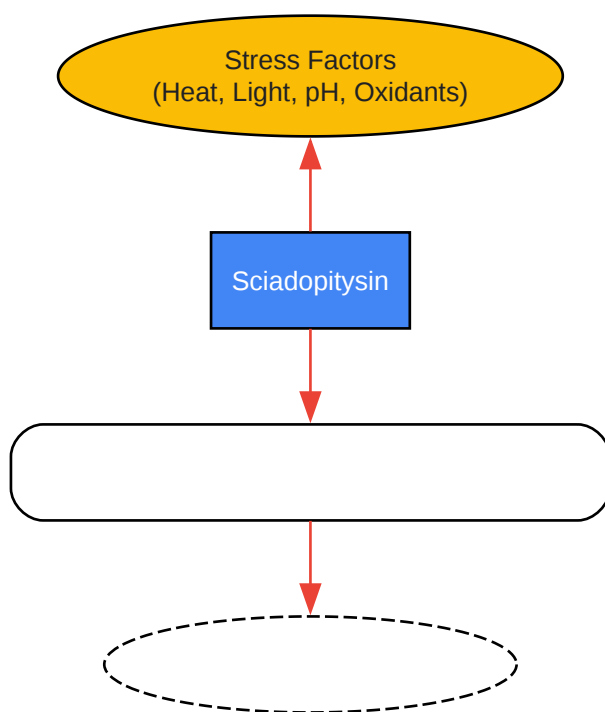 Stress Factors
(Heat, Light, pH, Oxidants)
Sciadopitysin